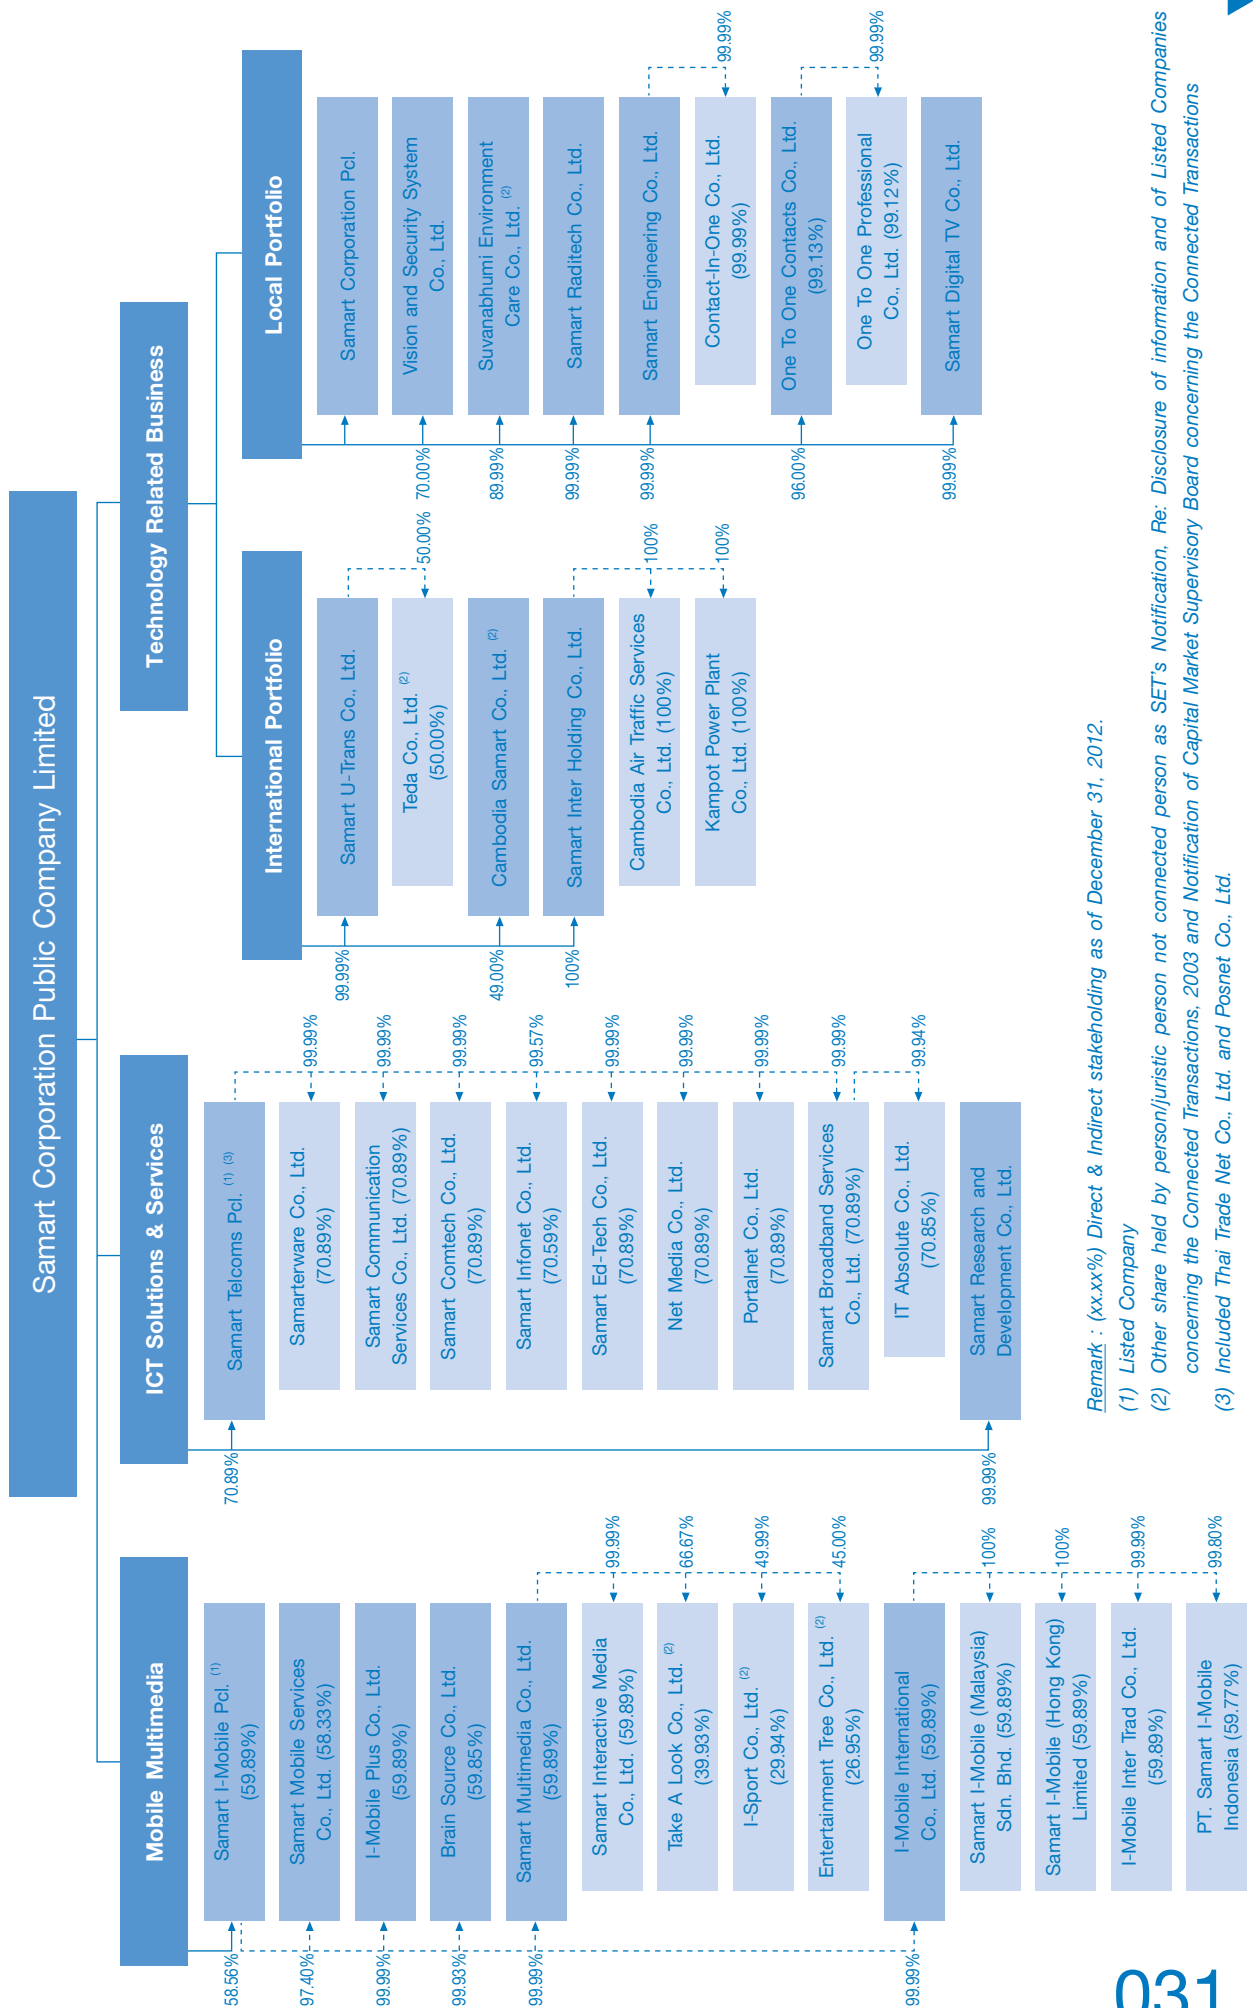 Samart Corporation Public Company Limited
Mobile Multimedia
58.56%
Samart I-Mobile Pcl. (1)
(59.89%)
97.40%
Samart Mobile Services
Co., Ltd. (58.33%)
99.99%
I-Mobile Plus Co., Ltd.
(59.89%)
99.93%
Brain Source Co., Ltd.
(59.85%)
99.99%
Samart Multimedia Co., Ltd.
(59.89%)
Samart Interactive Media
Co., Ltd. (59.89%)
99.99%
Take A Look Co., Ltd. (2)
(39.93%)
66.67%
I-Sport Co., Ltd. (2)
(29.94%)
49.99%
Entertainment Tree Co., Ltd. (2)
(26.95%)
45.00%
99.99%
I-Mobile International
Co., Ltd. (59.89%)
Samart I-Mobile (Malaysia)
Sdn. Bhd. (59.89%)
100%
Samart I-Mobile (Hong Kong)
Limited (59.89%)
100%
I-Mobile Inter Trad Co., Ltd.
(59.89%)
99.99%
PT. Samart I-Mobile
Indonesia (59.77%)
99.80%
ICT Solutions & Services
70.89%
Samart Telcoms Pcl. (1) (3)
Samarterware Co., Ltd.
(70.89%)
99.99%
Samart Communication
Services Co., Ltd. (70.89%)
99.99%
Samart Comtech Co., Ltd.
(70.89%)
99.99%
Samart Infonet Co., Ltd.
(70.59%)
99.57%
Samart Ed-Tech Co., Ltd.
(70.89%)
99.99%
Net Media Co., Ltd.
(70.89%)
99.99%
Portalnet Co., Ltd.
(70.89%)
99.99%
Samart Broadband Services
Co., Ltd. (70.89%)
99.99%
IT Absolute Co., Ltd.
(70.85%)
99.94%
99.99%
Samart Research and
Development Co., Ltd.
Technology Related Business
International Portfolio
99.99%
Samart U-Trans Co., Ltd.
Teda Co., Ltd. (2)
(50.00%)
50.00%
49.00%
Cambodia Samart Co., Ltd. (2)
100%
Samart Inter Holding Co., Ltd.
Cambodia Air Traffic Services
Co., Ltd. (100%)
100%
Kampot Power Plant
Co., Ltd. (100%)
100%
Local Portfolio
Samart Corporation Pcl.
70.00%
Vision and Security System
Co., Ltd.
89.99%
Suvanabhumi Environment
Care Co., Ltd. (2)
99.99%
Samart Raditech Co., Ltd.
99.99%
Samart Engineering Co., Ltd.
Contact-In-One Co., Ltd.
(99.99%)
99.99%
96.00%
One To One Contacts Co., Ltd.
(99.13%)
One To One Professional
Co., Ltd. (99.12%)
99.99%
99.99%
Samart Digital TV Co., Ltd.
Remark : (xx.xx%) Direct & Indirect stakeholding as of December 31, 2012.
(1) Listed Company
(2) Other share held by person/juristic person not connected person as SET's Notification, Re: Disclosure of information and of Listed Companies
concerning the Connected Transactions, 2003 and Notification of Capital Market Supervisory Board concerning the Connected Transactions
(3) Included Thai Trade Net Co., Ltd. and Posnet Co., Ltd.
031